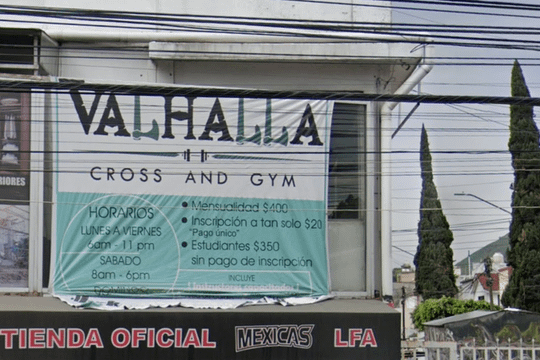 VALHALLA
CROSS AND GYM
HORARIOS
LUNES A VIERNES
6am - 11 pm
SABADO
8am - 6pm
• Mensualidad $400
• Inscripción a tan solo $20
"Pago único"
• Estudiantes $350
sin pago de inscripción
INCLUYE
TIENDA OFICIAL MEXICAS LFA